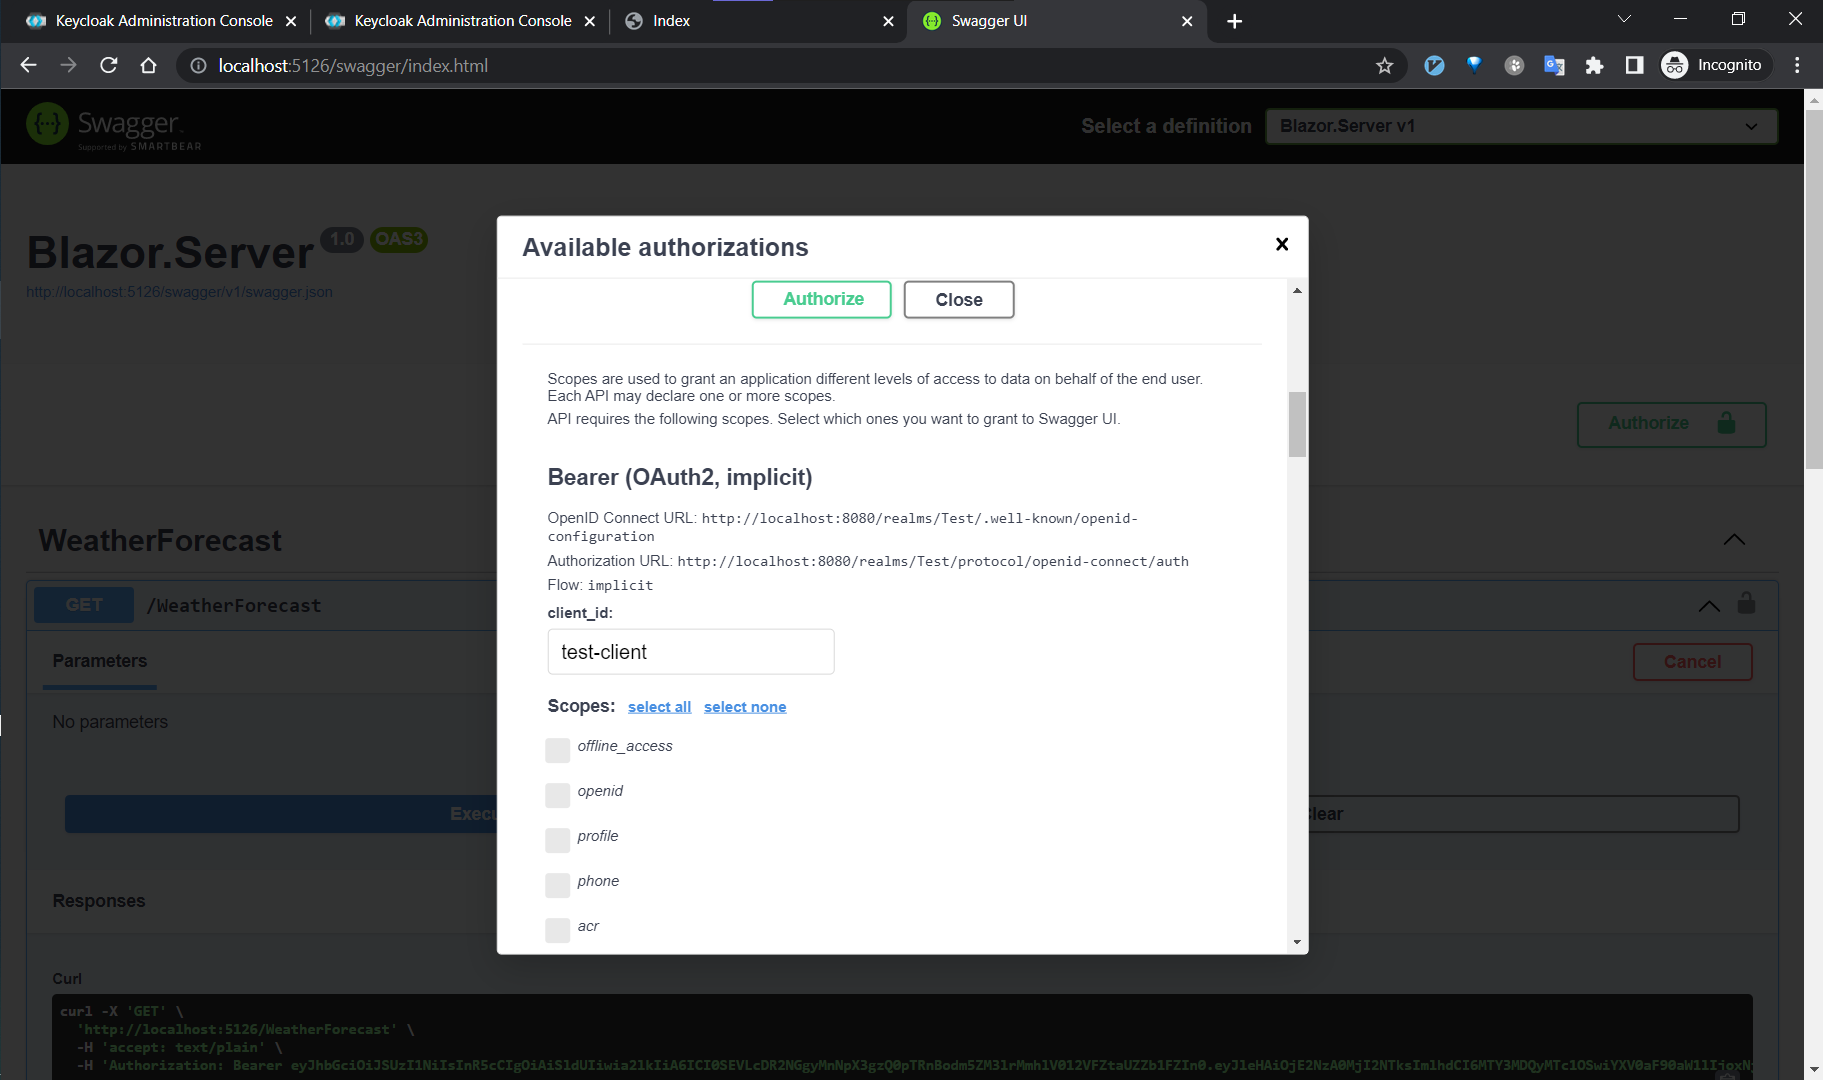 Keycloak Administration Console
Keycloak Administration Console
Index
Swagger UI
localhost:5126/swagger/index.html
Incognito
Swagger
Supported by SMARTBEAR
Select a definition
Blazor.Server v1
Blazor.Server 1.0 OAS3
http://localhost:5126/swagger/v1/swagger.json
Authorize
WeatherForecast
GET /WeatherForecast
Parameters
Cancel
No parameters
Execu
lear
Responses
Curl
curl -X 'GET' \
'http://localhost:5126/WeatherForecast' \
-H 'accept: text/plain' \
-H 'Authorization: Bearer
Available authorizations
Authorize
Close
Scopes are used to grant an application different levels of access to data on behalf of the end user.
Each API may declare one or more scopes.
API requires the following scopes. Select which ones you want to grant to Swagger UI.
Bearer (OAuth2, implicit)
OpenID Connect URL: http://localhost:8080/realms/Test/.well-known/openid-
configuration
Authorization URL: http://localhost:8080/realms/Test/protocol/openid-connect/auth
Flow: implicit
client_id:
test-client
Scopes: select all select none
offline_access
openid
profile
phone
acr